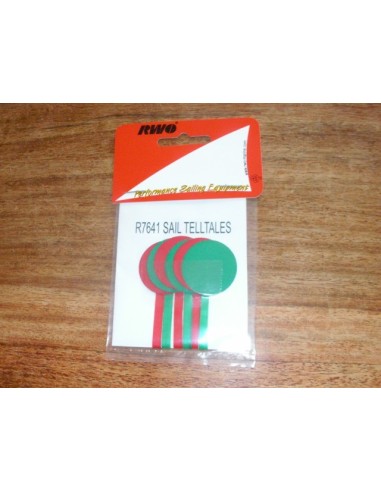 RWO
Performance Sailing Equipment
R7641 SAIL TELLTALES